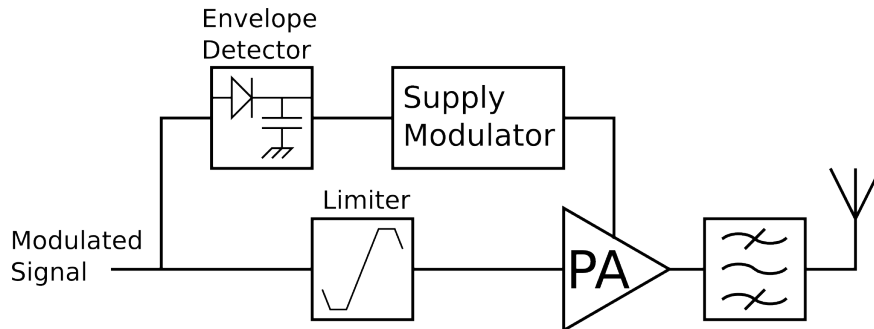 Envelope
Detector
Supply
Modulator
Limiter
Modulated
Signal
PA